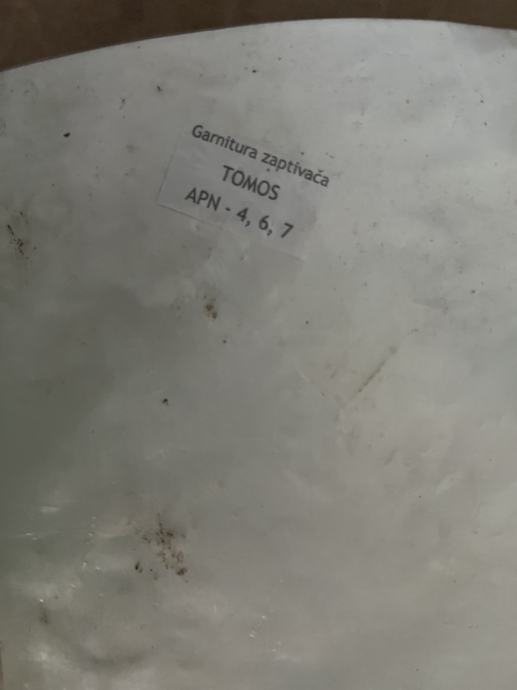 Garnitura zaptivača
TOMOS
APN - 4, 6, 7